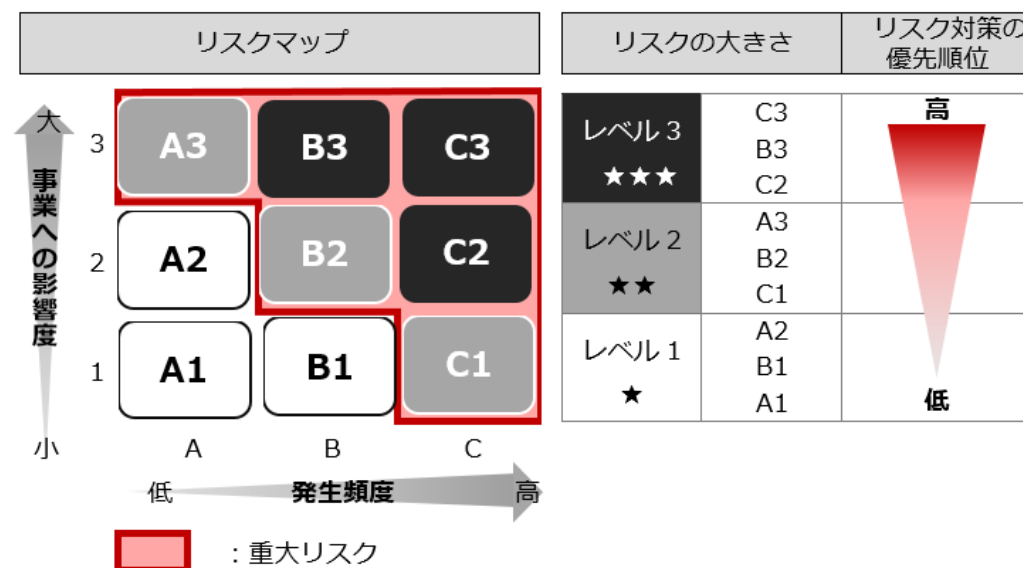 リスクマップ
リスクの大きさ
リスク対策の
優先順位
大
事業への影響度
小
3
A3
B3
C3
2
A2
B2
C2
1
A1
B1
C1
A
B
C
低
発生頻度
高
:重大リスク
レベル 3
★★★
C3
B3
C2
レベル 2
★★
A3
B2
C1
レベル 1
★
A2
B1
A1
高
低